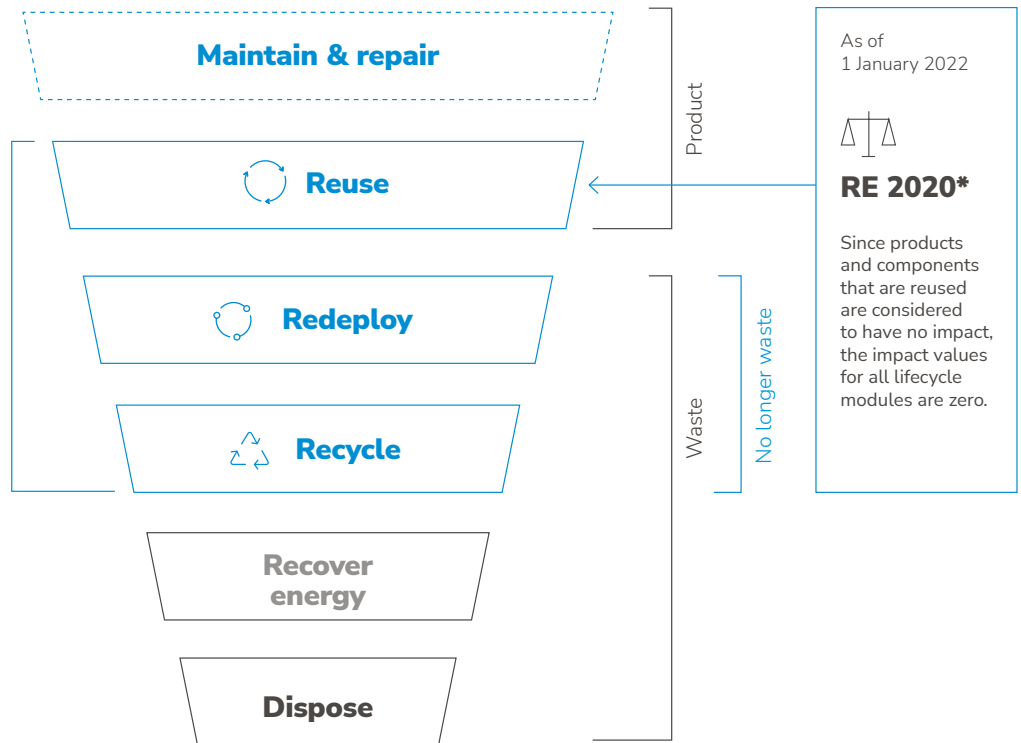 Maintain & repair
Reuse
Redeploy
Recycle
Recover
energy
Dispose
Product
Waste
No longer waste
As of
1 January 2022
RE 2020*
Since products
and components
that are reused
are considered
to have no impact,
the impact values
for all lifecycle
modules are zero.